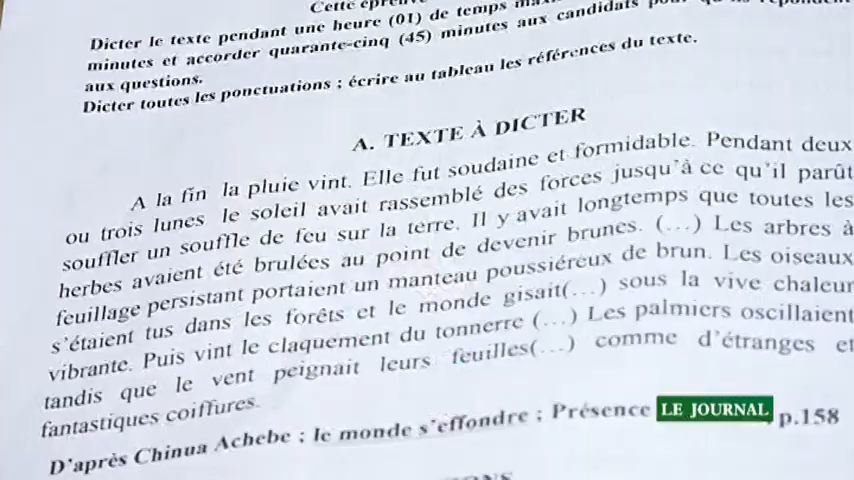 Cette
Dicter le texte pendant une heure (01) de temps
minutes et accorder quarante-cinq (45) minutes aux candidats
aux questions.
Dicter toutes les ponctuations ; écrire au tableau les références du texte.
A. TEXTE À DICTER
A la fin la pluie vint. Elle fut soudaine et formidable. Pendant deux
ou trois lunes le soleil avait rassemblé des forces jusqu'à ce qu'il parût
souffler un souffle de feu sur la terre. Il y avait longtemps que toutes les
herbes avaient été brulées au point de devenir brunes. (...) Les arbres à
feuillage persistant portaient un manteau poussiéreux de brun. Les oiseaux
s'étaient tus dans les forêts et le monde gisait(...) sous la vive chaleur
vibrante. Puis vint le claquement du tonnerre (...) Les palmiers oscillaient
tandis que le vent peignait leurs feuilles(...) comme d'étranges et
fantastiques coiffures.
D'après Chinua Achebe ; le monde s'effondre ; Présence LE JOURNAL , p.158